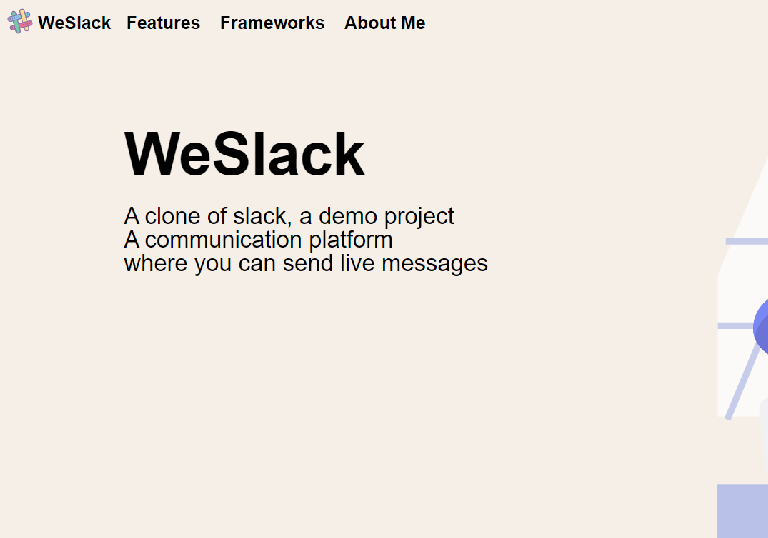 WeSlack Features Frameworks About Me
WeSlack
A clone of slack, a demo project
A communication platform
where you can send live messages